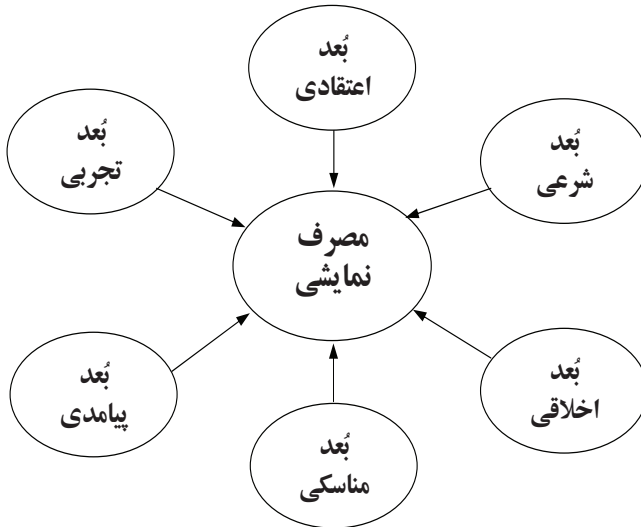 بُعد
اعتقادی
بُعد
شرعی
بُعد
تجربی
مصرف
نمایشی
بُعد
اخلاقی
بُعد
پیامدی
بُعد
مناسکی